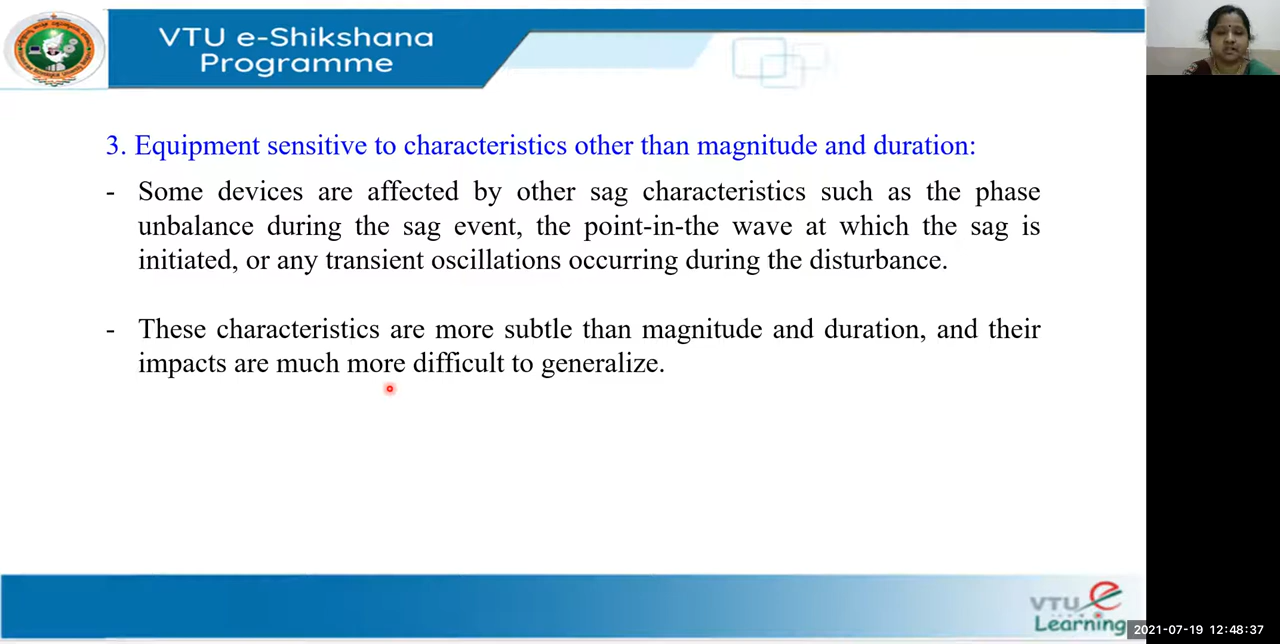 VTU e-Shikshana
Programme
3. Equipment sensitive to characteristics other than magnitude and duration:
- Some devices are affected by other sag characteristics such as the phase
unbalance during the sag event, the point-in-the wave at which the sag is
initiated, or any transient oscillations occurring during the disturbance.
- These characteristics are more subtle than magnitude and duration, and their
impacts are much more difficult to generalize.
VTU e
Learning
2021-07-19 12:48:37